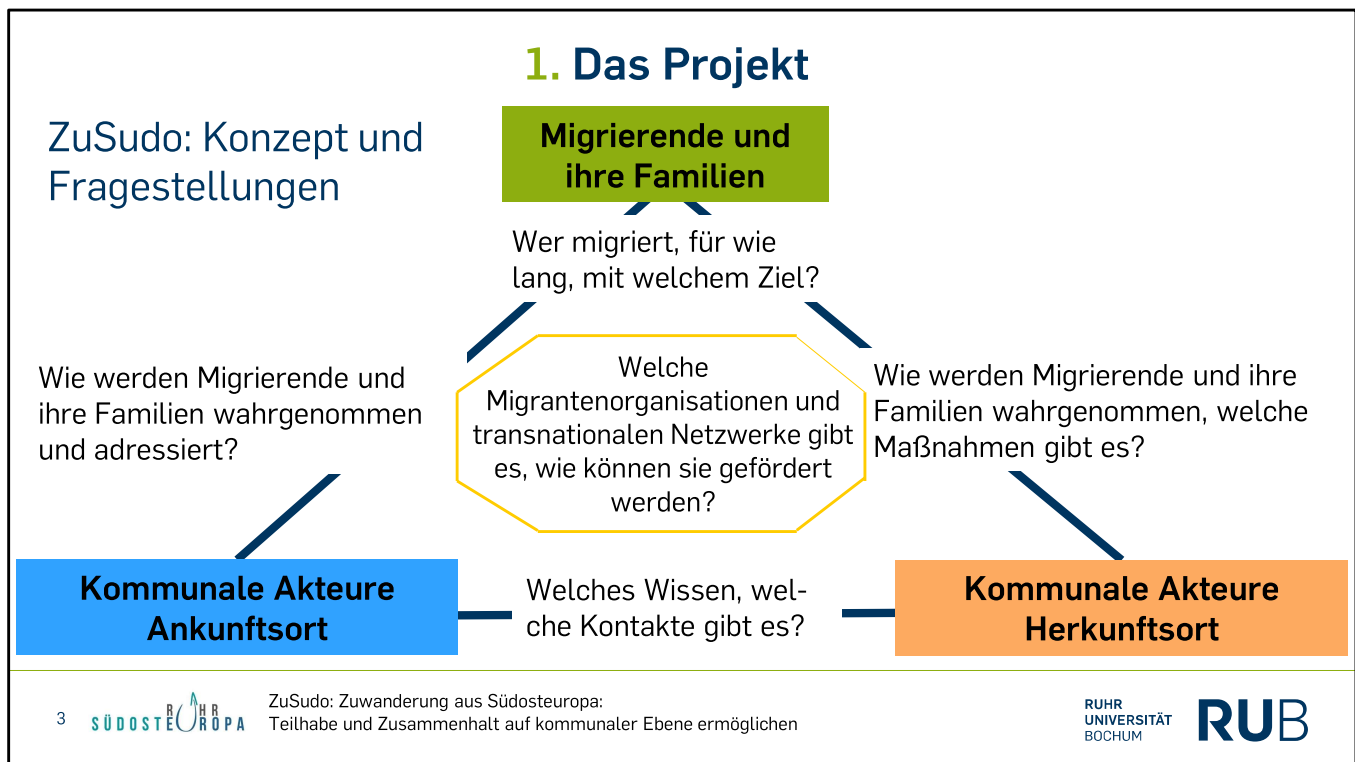 1. Das Projekt
ZuSudo: Konzept und
Fragestellungen
Migrierende und
ihre Familien
Wer migriert, für wie
lang, mit welchem Ziel?
Wie werden Migrierende und
ihre Familien wahrgenommen
und adressiert?
Welche
Migrantenorganisationen und
transnationalen Netzwerke gibt
es, wie können sie gefördert
werden?
Wie werden Migrierende und ihre
Familien wahrgenommen, welche
Maßnahmen gibt es?
Kommunale Akteure
Ankunftsort
Welches Wissen, wel-
che Kontakte gibt es?
Kommunale Akteure
Herkunftsort
3
RUHR
SÜDOSTEUROPA
ZuSudo: Zuwanderung aus Südosteuropa:
Teilhabe und Zusammenhalt auf kommunaler Ebene ermöglichen
RUHR
UNIVERSITÄT
BOCHUM
RUB